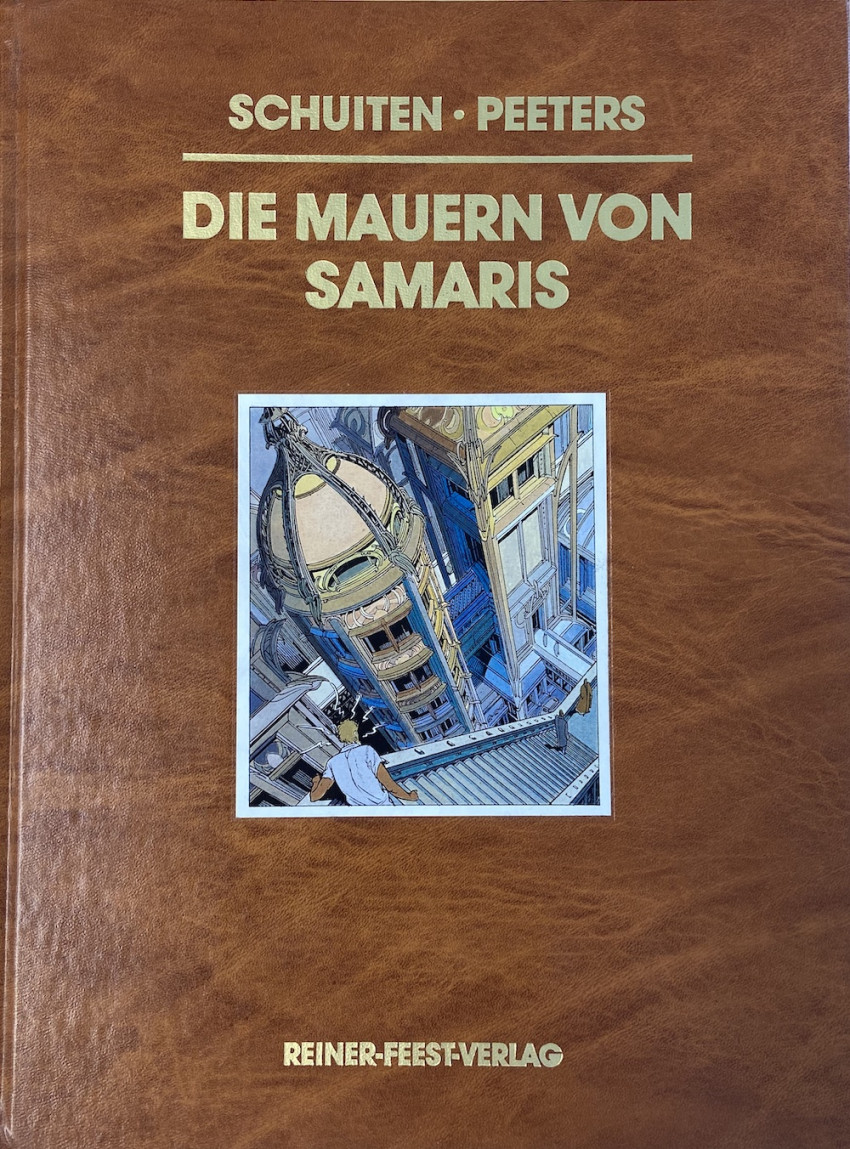 SCHUITEN · PEETERS
DIE MAUERN VON
SAMARIS
REINER-FEEST-VERLAG